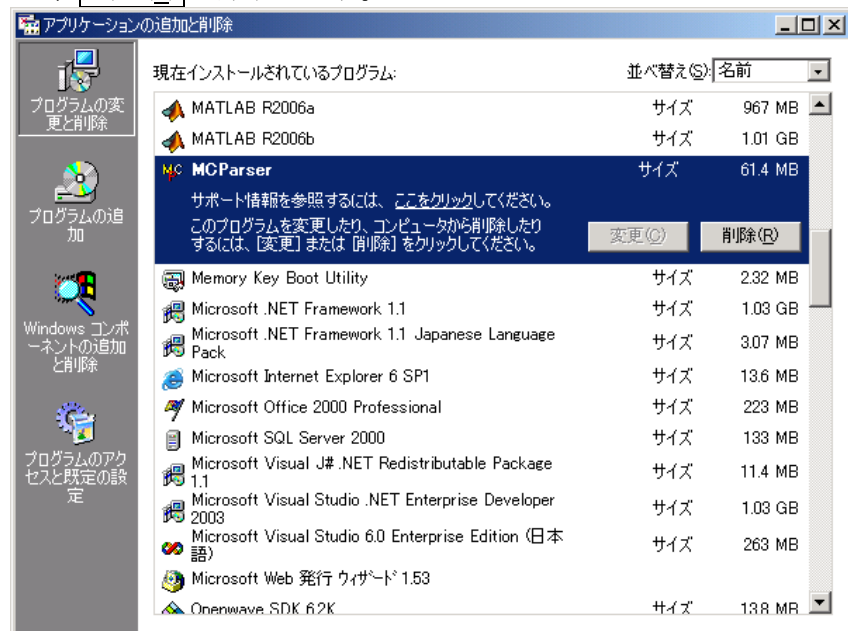 アプリケーションの追加と削除
プログラムの変
更と削除
プログラムの追
加
Windows コンポ
ーネントの追加
と削除
プログラムのアク
セスと既定の設
定
現在インストールされているプログラム:
並べ替え(S): 名前
MATLAB R2006a サイズ 967 MB
MATLAB R2006b サイズ 1.01 GB
MCParser サイズ 61.4 MB
サポート情報を参照するには、ここをクリックしてください。
このプログラムを変更したり、コンピュータから削除したり
するには、[変更] または [削除] をクリックしてください。
変更(C) 削除(R)
Memory Key Boot Utility サイズ 2.32 MB
Microsoft .NET Framework 1.1 サイズ 1.03 GB
Microsoft .NET Framework 1.1 Japanese Language
Pack サイズ 3.07 MB
Microsoft Internet Explorer 6 SP1 サイズ 13.6 MB
Microsoft Office 2000 Professional サイズ 223 MB
Microsoft SQL Server 2000 サイズ 133 MB
Microsoft Visual J# .NET Redistributable Package
1.1 サイズ 11.4 MB
Microsoft Visual Studio .NET Enterprise Developer
2003 サイズ 1.03 GB
Microsoft Visual Studio 6.0 Enterprise Edition (日本
語) サイズ 263 MB
Microsoft Web 発行 ウィザード 1.53
Openwave SDK 6.2K サイズ 13.8 MB